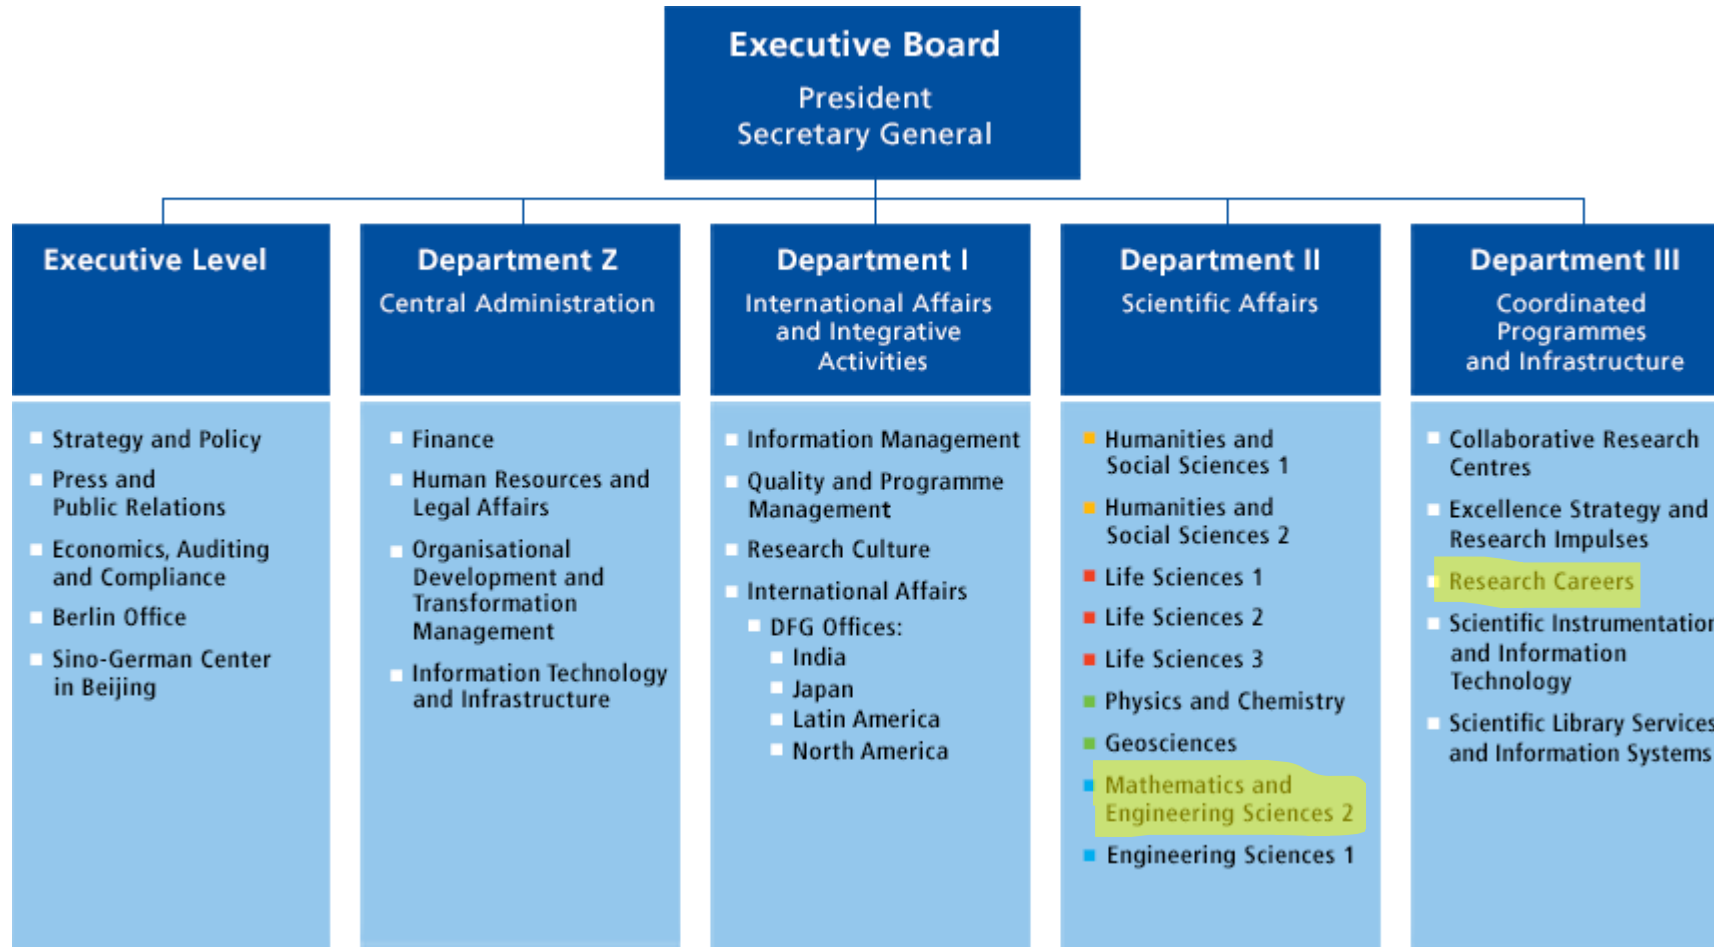 Executive Board
President
Secretary General
Executive Level
Strategy and Policy
Press and
Public Relations
Economics, Auditing
and Compliance
Berlin Office
Sino-German Center
in Beijing
Department Z
Central Administration
Finance
Human Resources and
Legal Affairs
Organisational
Development and
Transformation
Management
Information Technology
and Infrastructure
Department I
International Affairs
and Integrative
Activities
Information Management
Quality and Programme
Management
Research Culture
International Affairs
DFG Offices:
India
Japan
Latin America
North America
Department II
Scientific Affairs
Humanities and
Social Sciences 1
Humanities and
Social Sciences 2
Life Sciences 1
Life Sciences 2
Life Sciences 3
Physics and Chemistry
Geosciences
Mathematics and
Engineering Sciences 2
Engineering Sciences 1
Department III
Coordinated
Programmes
and Infrastructure
Collaborative Research
Centres
Excellence Strategy and
Research Impulses
Research Careers
Scientific Instrumentation
and Information
Technology
Scientific Library Services
and Information Systems